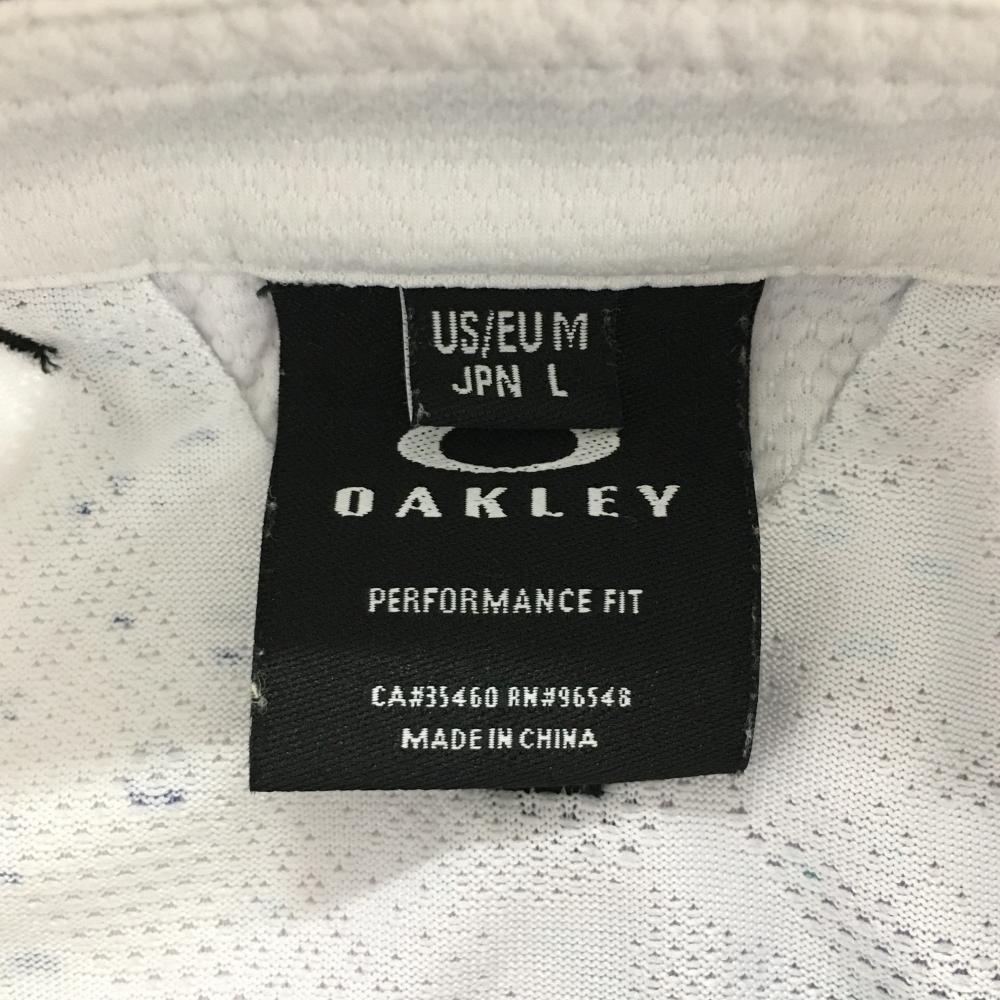 US/EU M
JPN L
OAKLEY
PERFORMANCE FIT
CA#35460 RN#96548
MADE IN CHINA